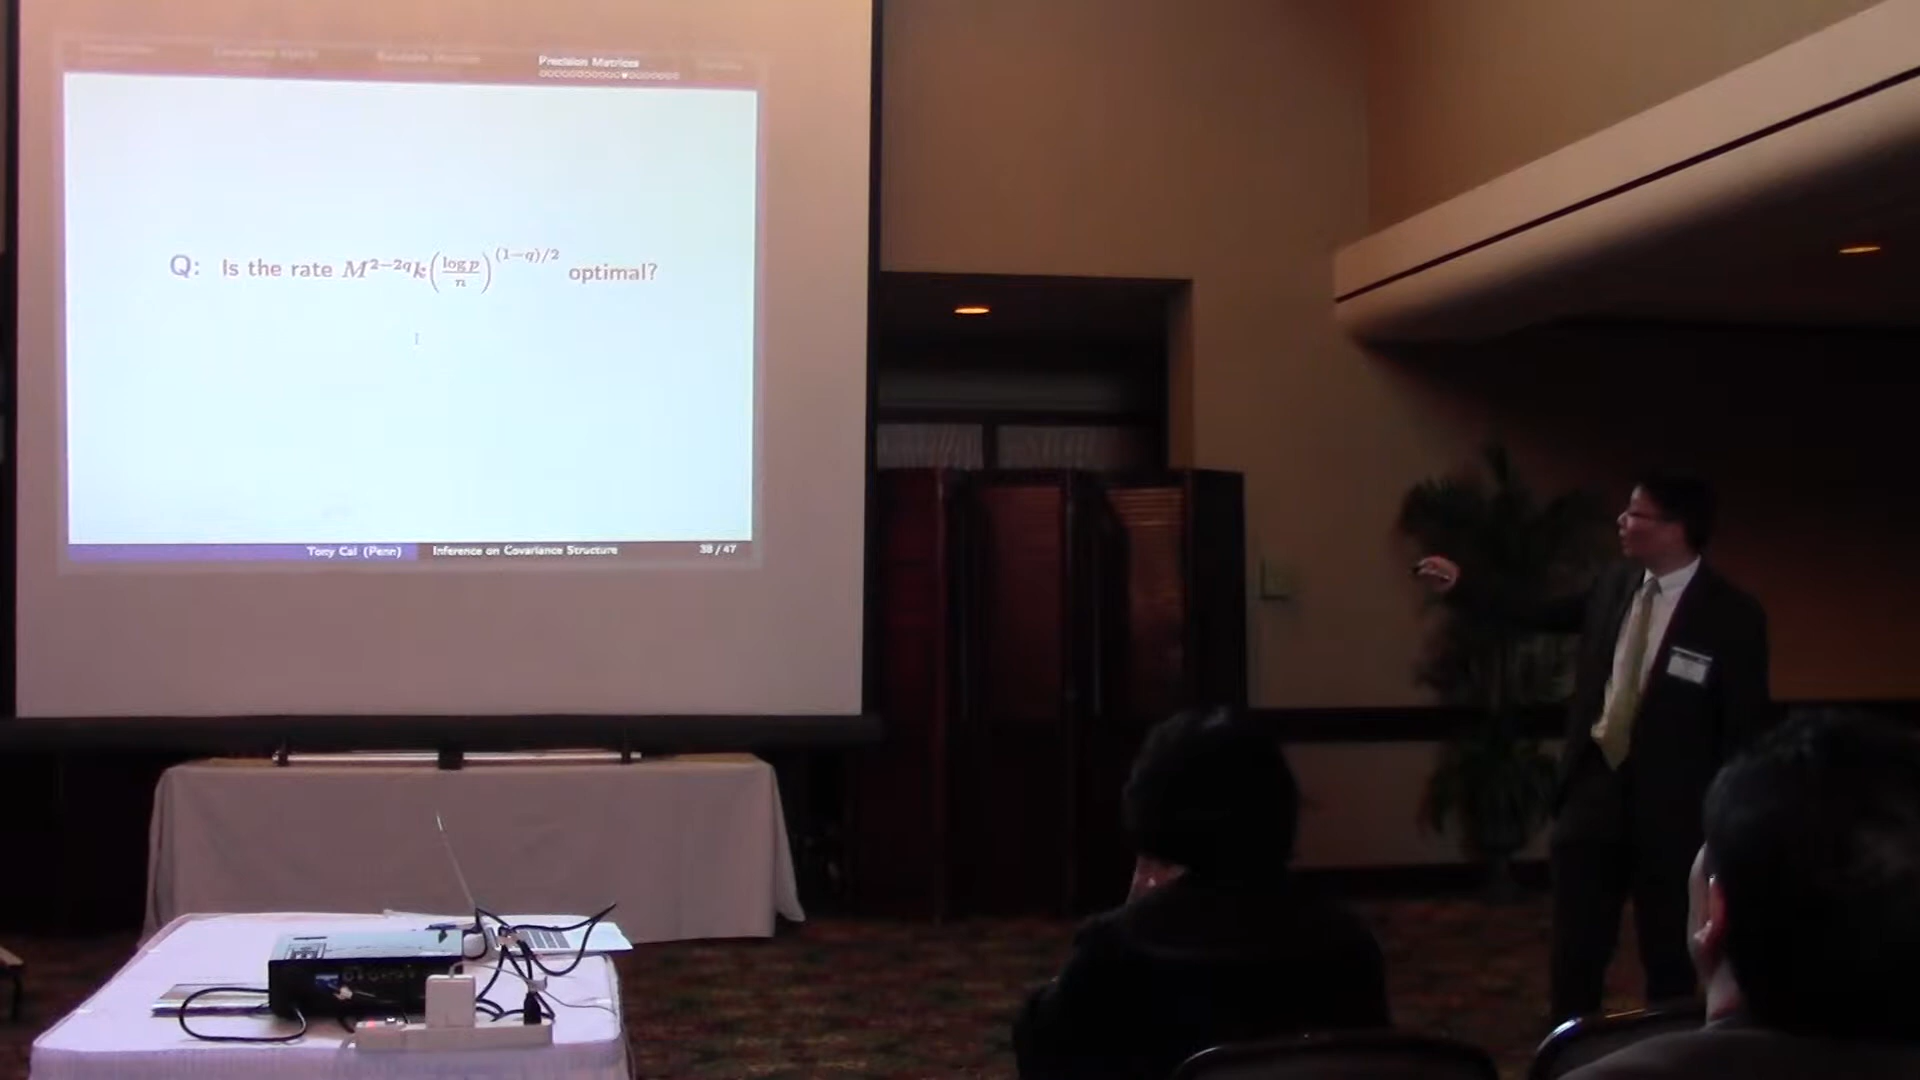 Precision Matrices
Q: Is the rate M^{2−2q}k(log p / n)^{(1−q)/2} optimal?
Tony Cai (Penn) Inference on Covariance Structure 38 / 47